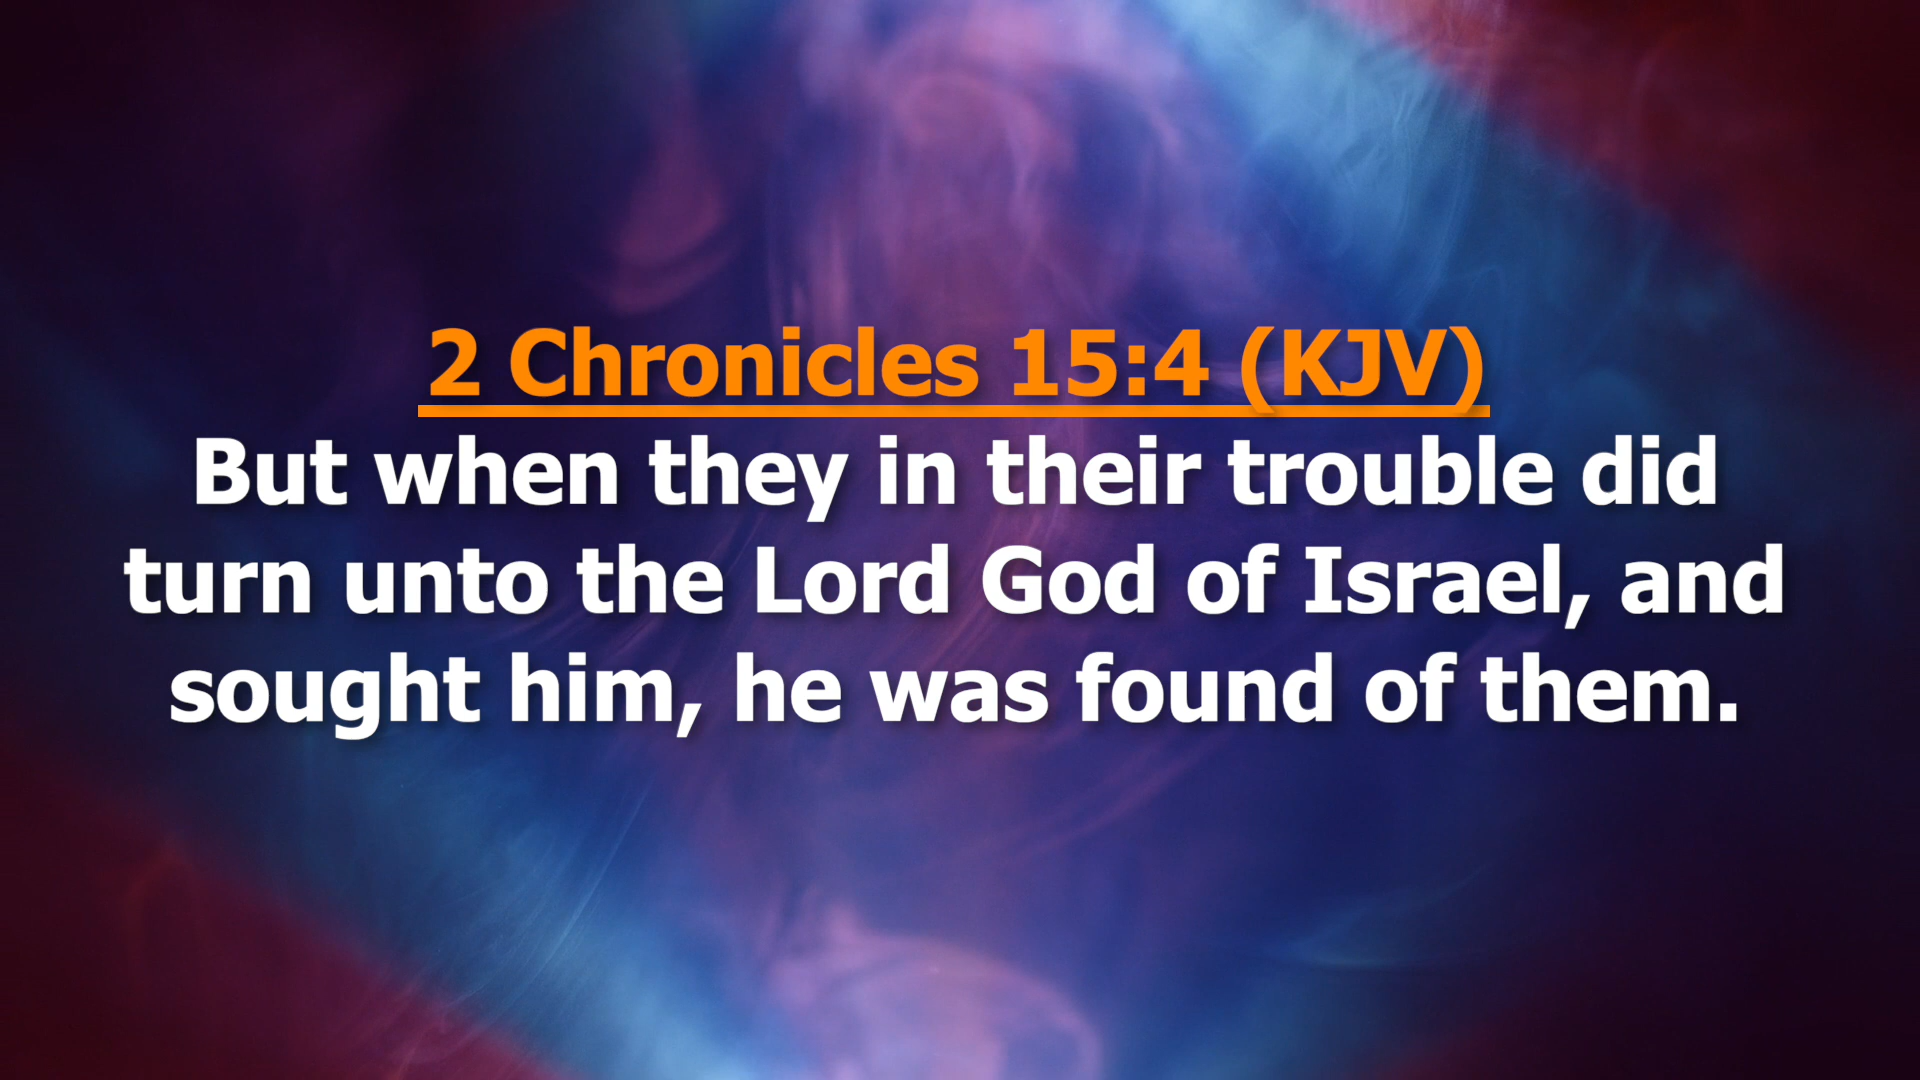 2 Chronicles 15:4 (KJV)
But when they in their trouble did
turn unto the Lord God of Israel, and
sought him, he was found of them.